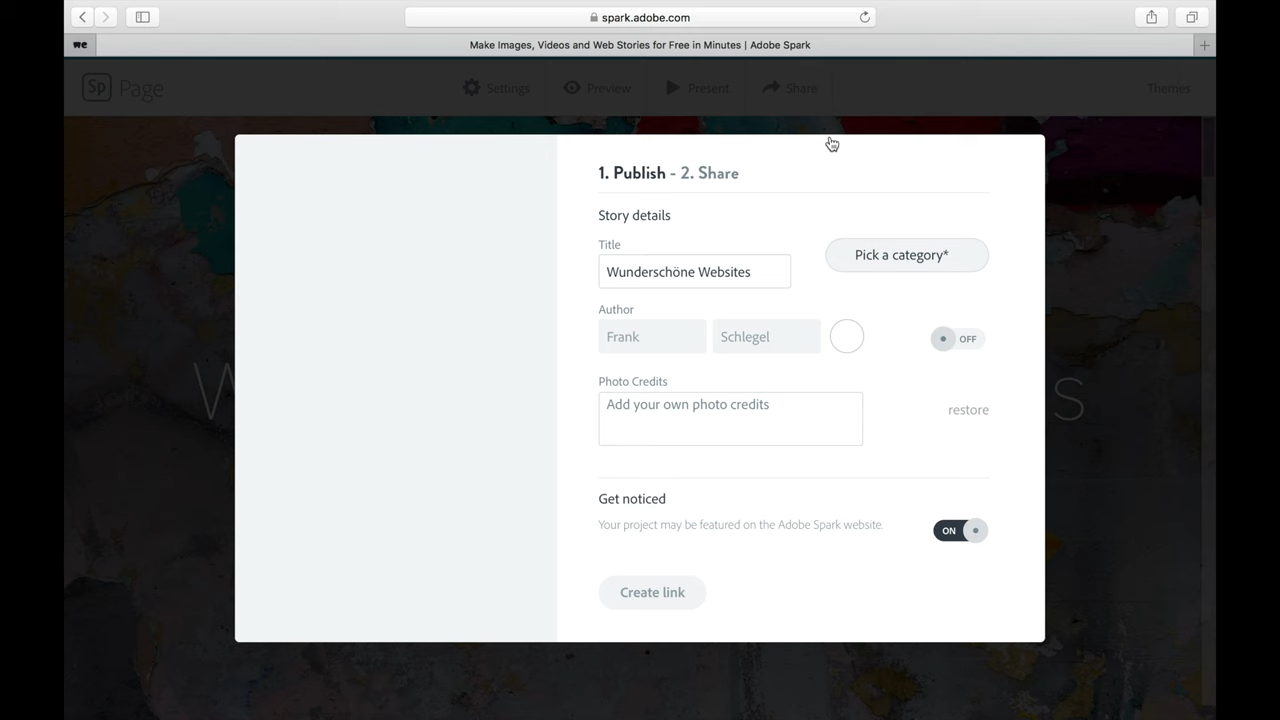 spark.adobe.com
we
Make Images, Videos and Web Stories for Free in Minutes | Adobe Spark
Sp Page
Settings
Preview
Present
Share
Themes
1. Publish - 2. Share
Story details
Title
Pick a category*
Wunderschöne Websites
Author
Frank
Schlegel
OFF
Photo Credits
Add your own photo credits
restore
W
S
Get noticed
Your project may be featured on the Adobe Spark website.
ON
Create link